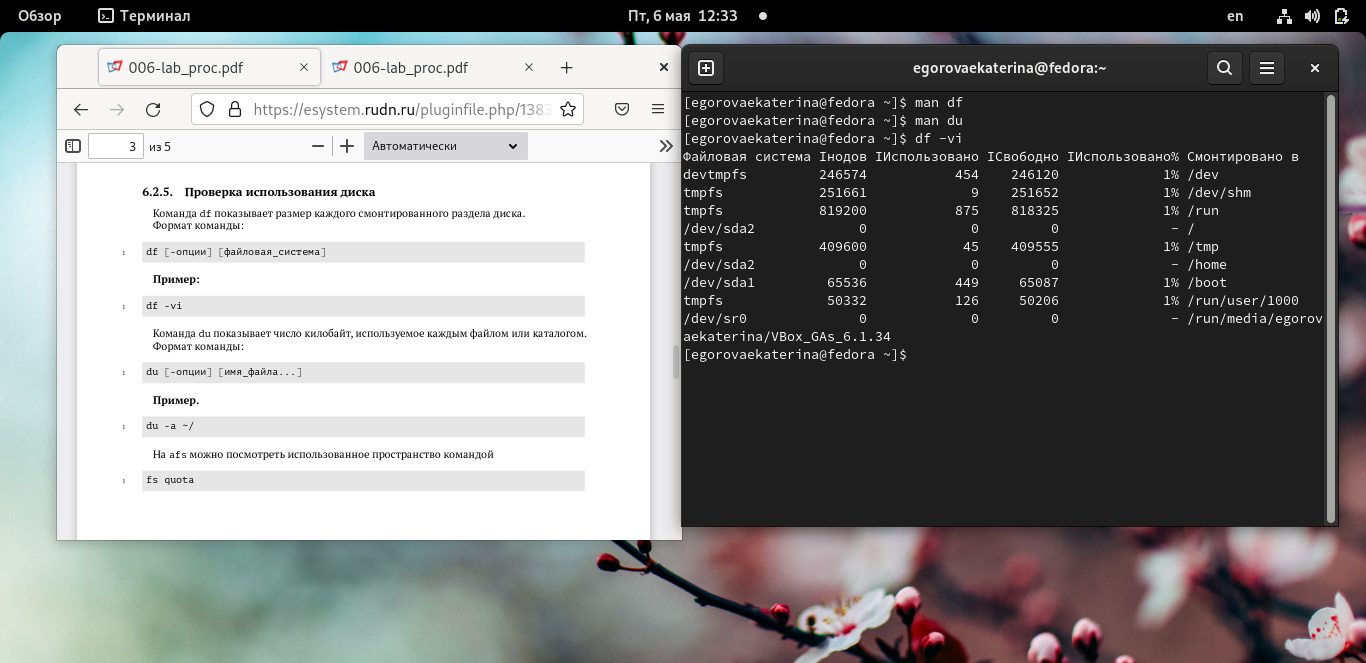 Обзор
Терминал
Пт, 6 мая 12:33
en
006-lab_proc.pdf
006-lab_proc.pdf
https://esystem.rudn.ru/pluginfile.php/1383
3 из 5
Автоматически
6.2.5. Проверка использования диска
Команда df показывает размер каждого смонтированного раздела диска.
Формат команды:
1 df [-опции] [файловая_система]
Пример:
1 df -vi
Команда du показывает число килобайт, используемое каждым файлом или каталогом.
Формат команды:
1 du [-опции] [имя_файла...]
Пример.
1 du -a ~/
На afs можно посмотреть использованное пространство командой
1 fs quota
egorovaekaterina@fedora:~
[egorovaekaterina@fedora ~]$ man df
[egorovaekaterina@fedora ~]$ man du
[egorovaekaterina@fedora ~]$ df -vi
Файловая система Iнодов IИспользовано IСвободно IИспользовано% Смонтировано в
devtmpfs 246574 454 246120 1% /dev
tmpfs 251661 9 251652 1% /dev/shm
tmpfs 819200 875 818325 1% /run
/dev/sda2 0 0 0 - /
tmpfs 409600 45 409555 1% /tmp
/dev/sda2 0 0 0 - /home
/dev/sda1 65536 449 65087 1% /boot
tmpfs 50332 126 50206 1% /run/user/1000
/dev/sr0 0 0 0 - /run/media/egorov
aekaterina/VBox_GAs_6.1.34
[egorovaekaterina@fedora ~]$